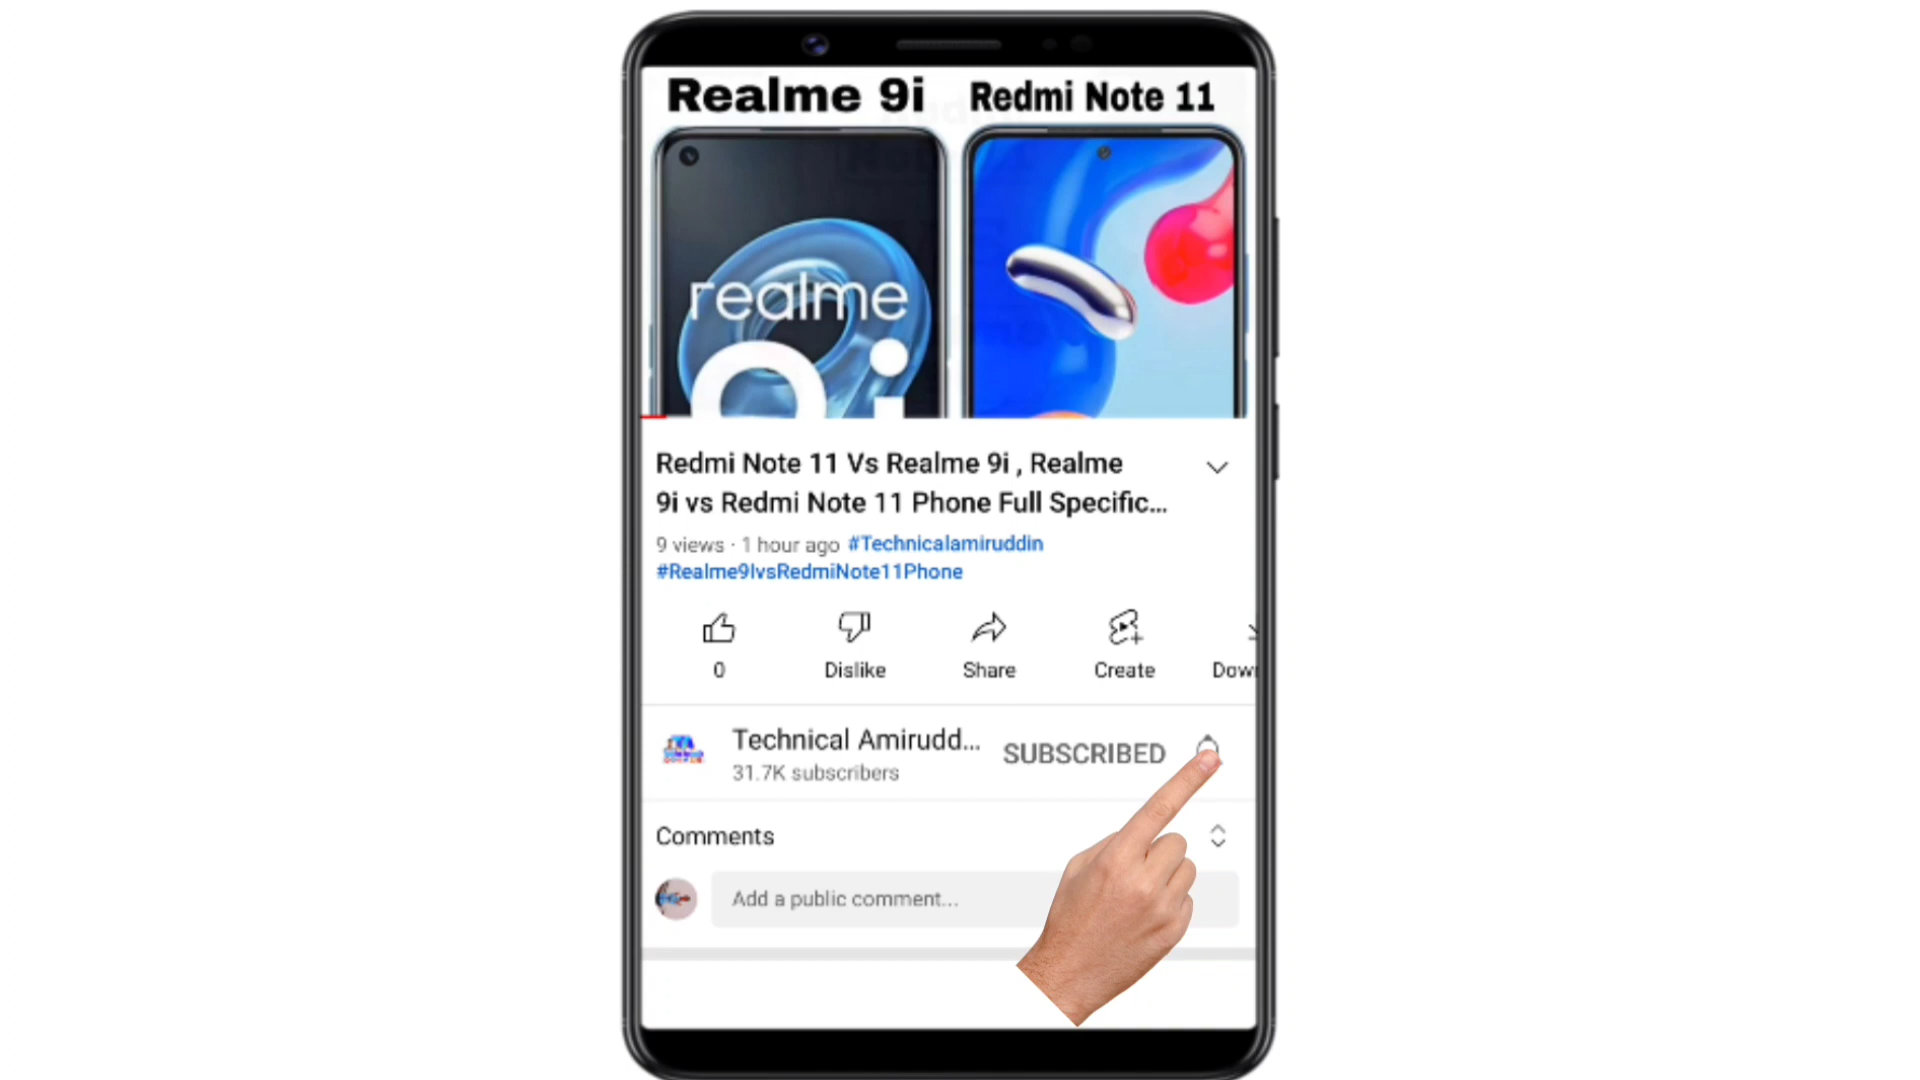 Realme 9i Redmi Note 11
realme
9i
Redmi Note 11 Vs Realme 9i , Realme
9i vs Redmi Note 11 Phone Full Specific...
9 views · 1 hour ago #Technicalamiruddin
#Realme9IvsRedmiNote11Phone
0 Dislike Share Create Down
Technical Amirudd... SUBSCRIBED
31.7K subscribers
Comments
Add a public comment...